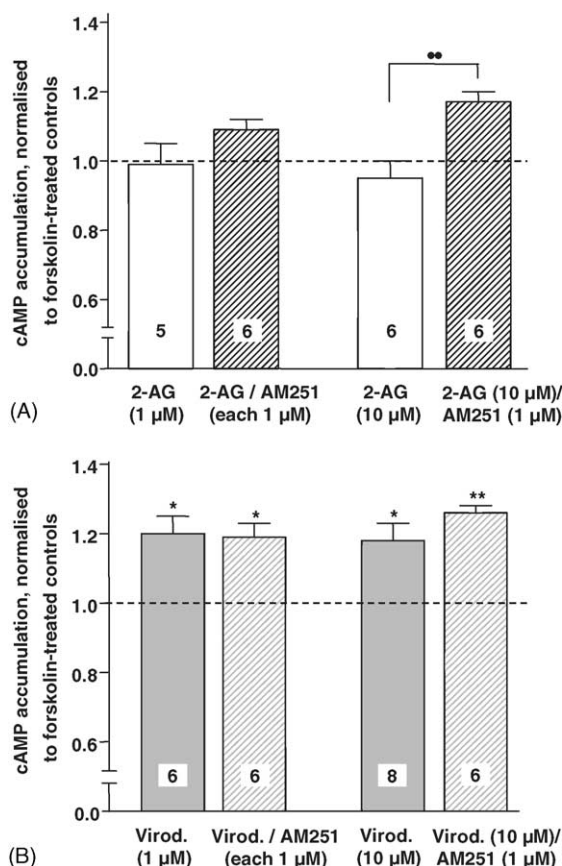 cAMP accumulation, normalised
to forskolin-treated controls
1.4
1.2
1.0
0.8
0.6
0.0
••
5
6
6
6
2-AG
(1 µM)
2-AG / AM251
(each 1 µM)
2-AG
(10 µM)
2-AG (10 µM)/
AM251 (1 µM)
(A)
cAMP accumulation, normalised
to forskolin-treated controls
1.4
1.2
1.0
0.8
0.6
0.0
*
*
*
**
6
6
8
6
Virod.
(1 µM)
Virod. / AM251
(each 1 µM)
Virod.
(10 µM)
Virod. (10 µM)/
AM251 (1 µM)
(B)